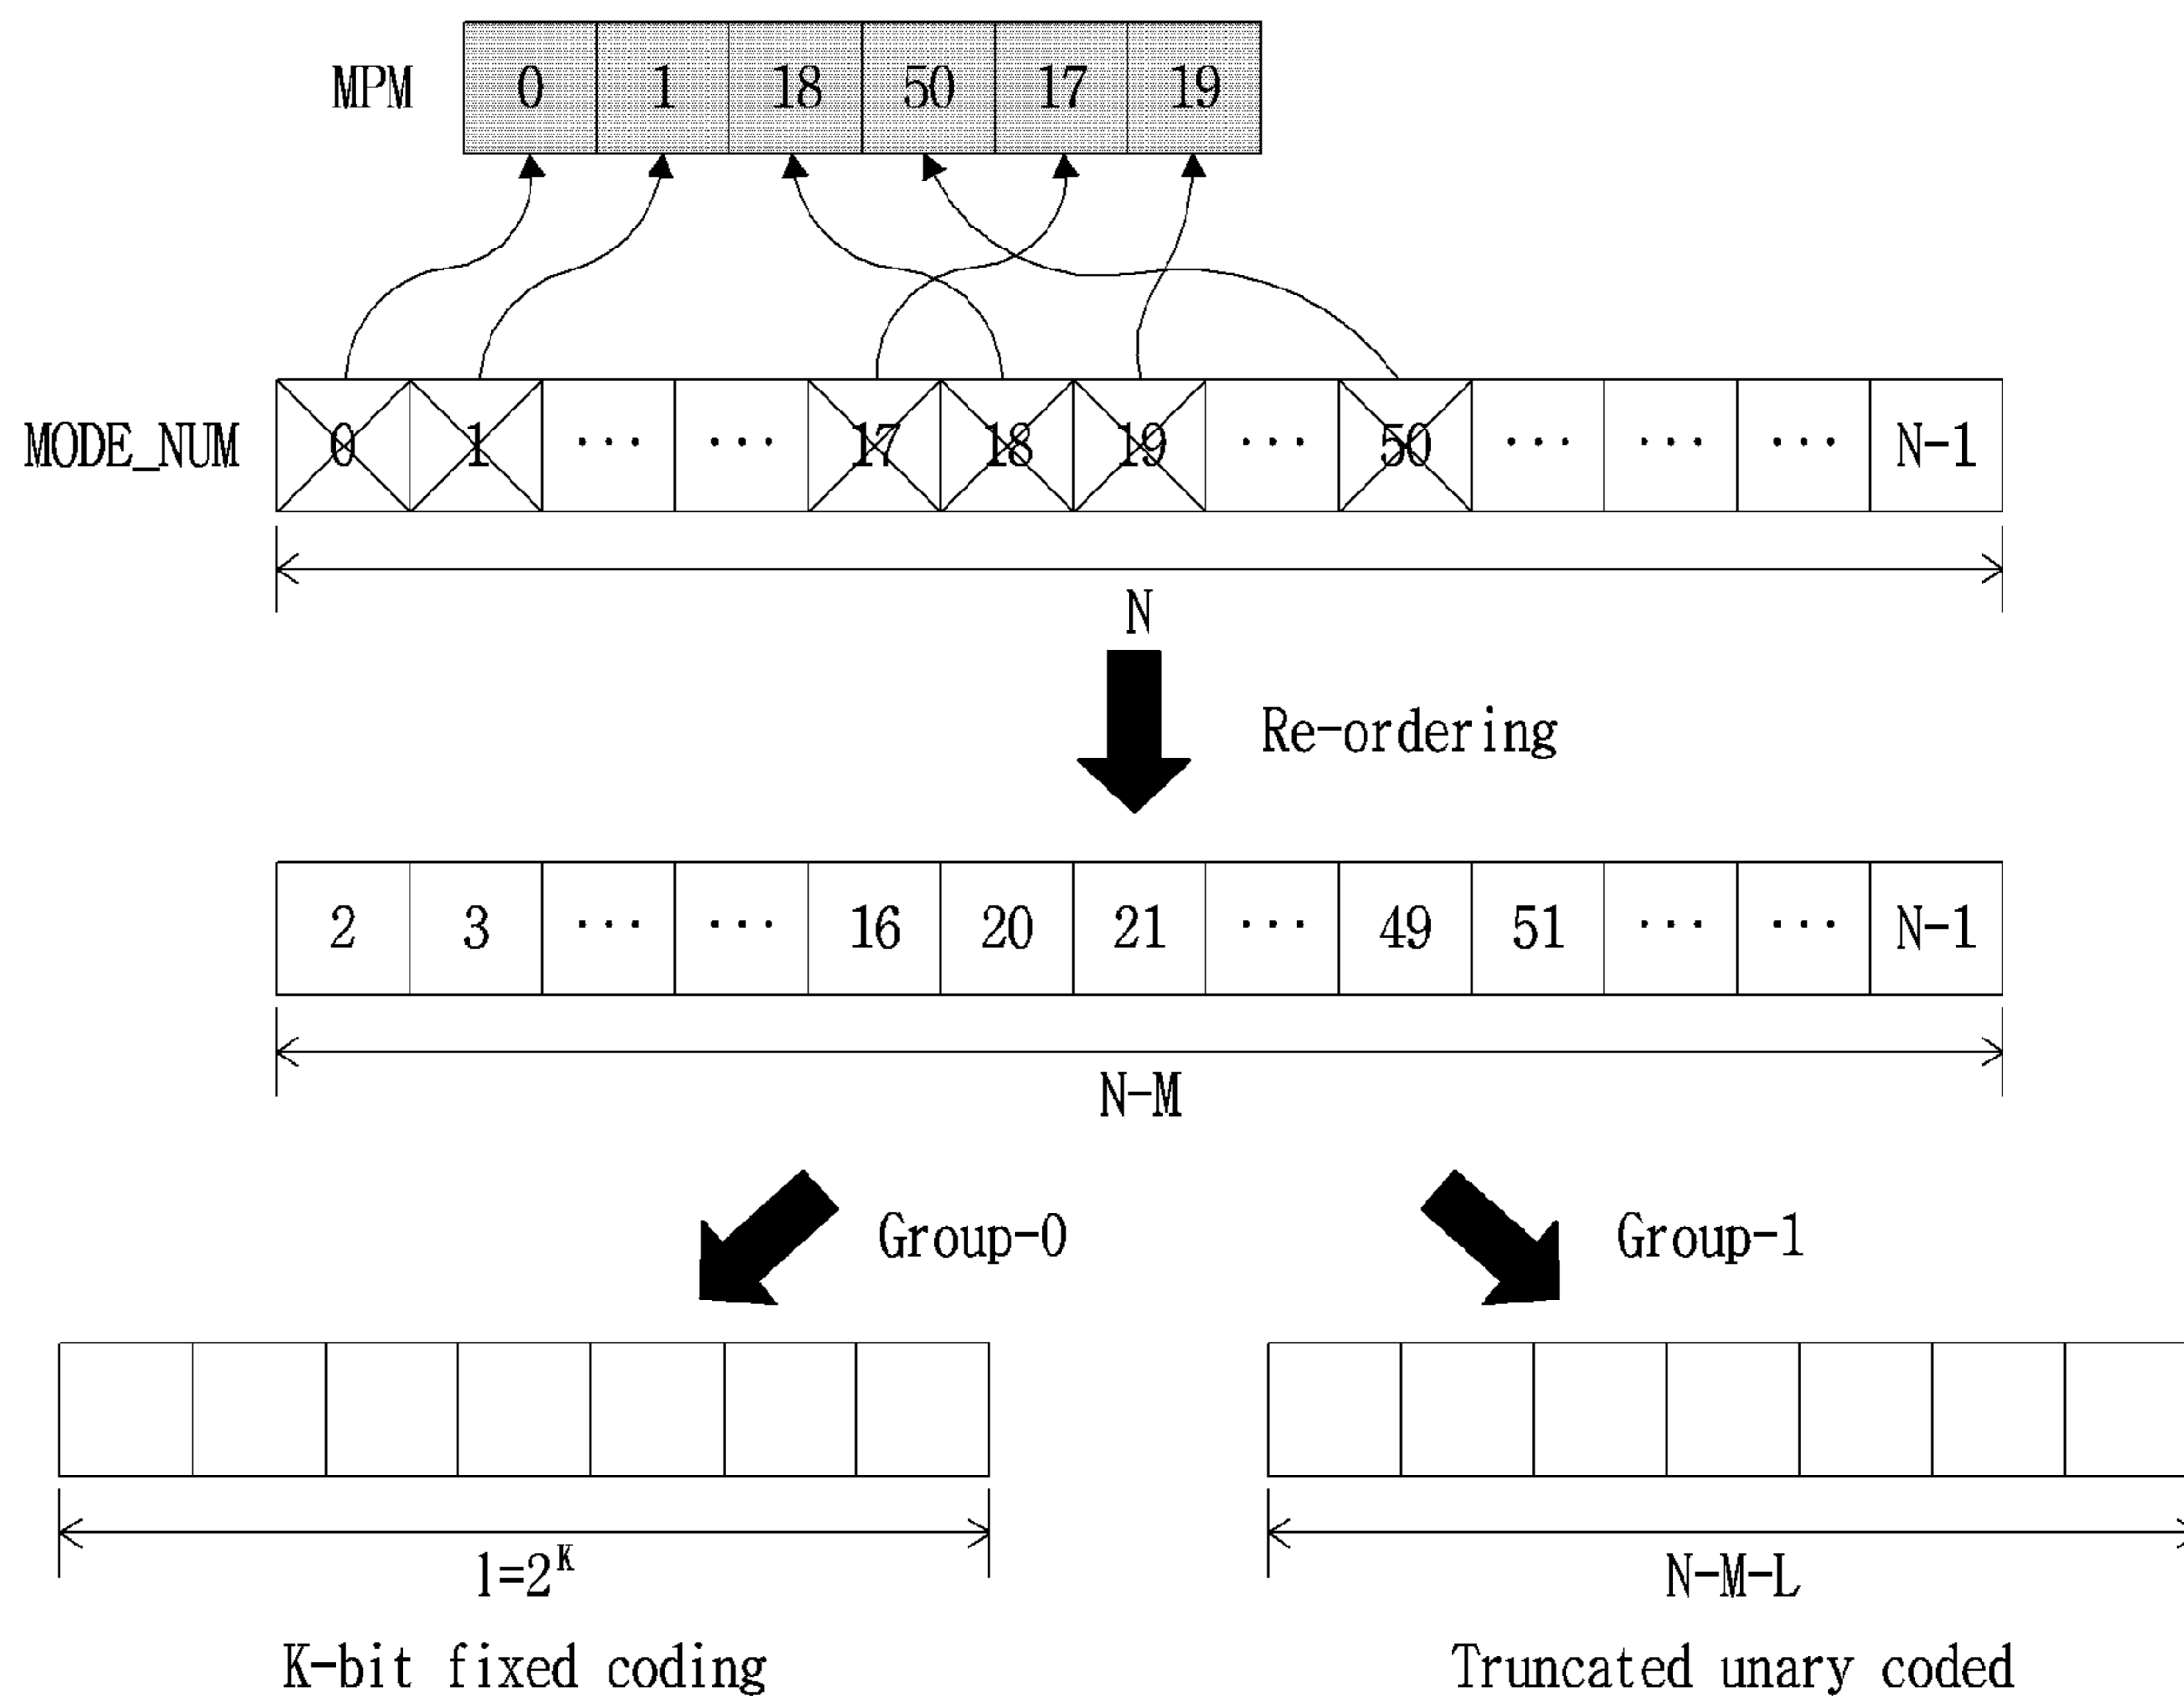 MPM 0 1 18 50 17 19
MODE_NUM 0 1 ... ... 17 18 19 ... 50 ... ... ... N-1
N
Re-ordering
2 3 ... ... 16 20 21 ... 49 51 ... ... N-1
N-M
Group-0 Group-1
l=2^K N-M-L
K-bit fixed coding Truncated unary coded